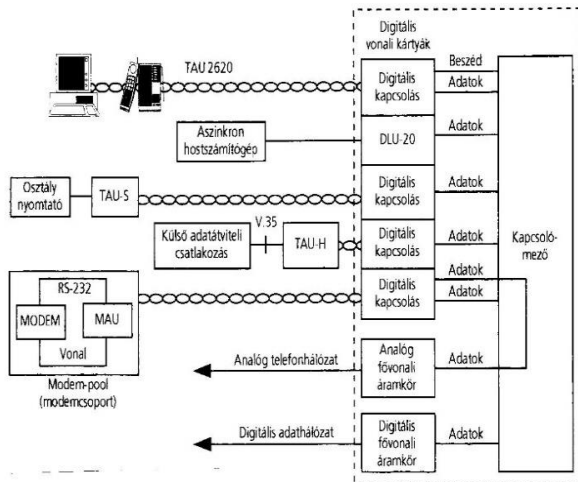 Digitális
vonali kártyák
TAU 2620
Digitális
kapcsolás
Beszéd
Adatok
Aszinkron
hostszámítógép
DLU-20
Adatok
Osztály
nyomtató
TAU-S
Digitális
kapcsolás
Adatok
Külső adatátviteli
csatlakozás
V.35
TAU-H
Digitális
kapcsolás
Adatok
Kapcsoló-
mező
RS-232
MODEM
MAU
Vonal
Modem-pool
(modemcsoport)
Digitális
kapcsolás
Adatok
Adatok
Analóg telefonhálózat
Analóg
fővonali
áramkör
Adatok
Digitális adathálózat
Digitális
fővonali
áramkör
Adatok